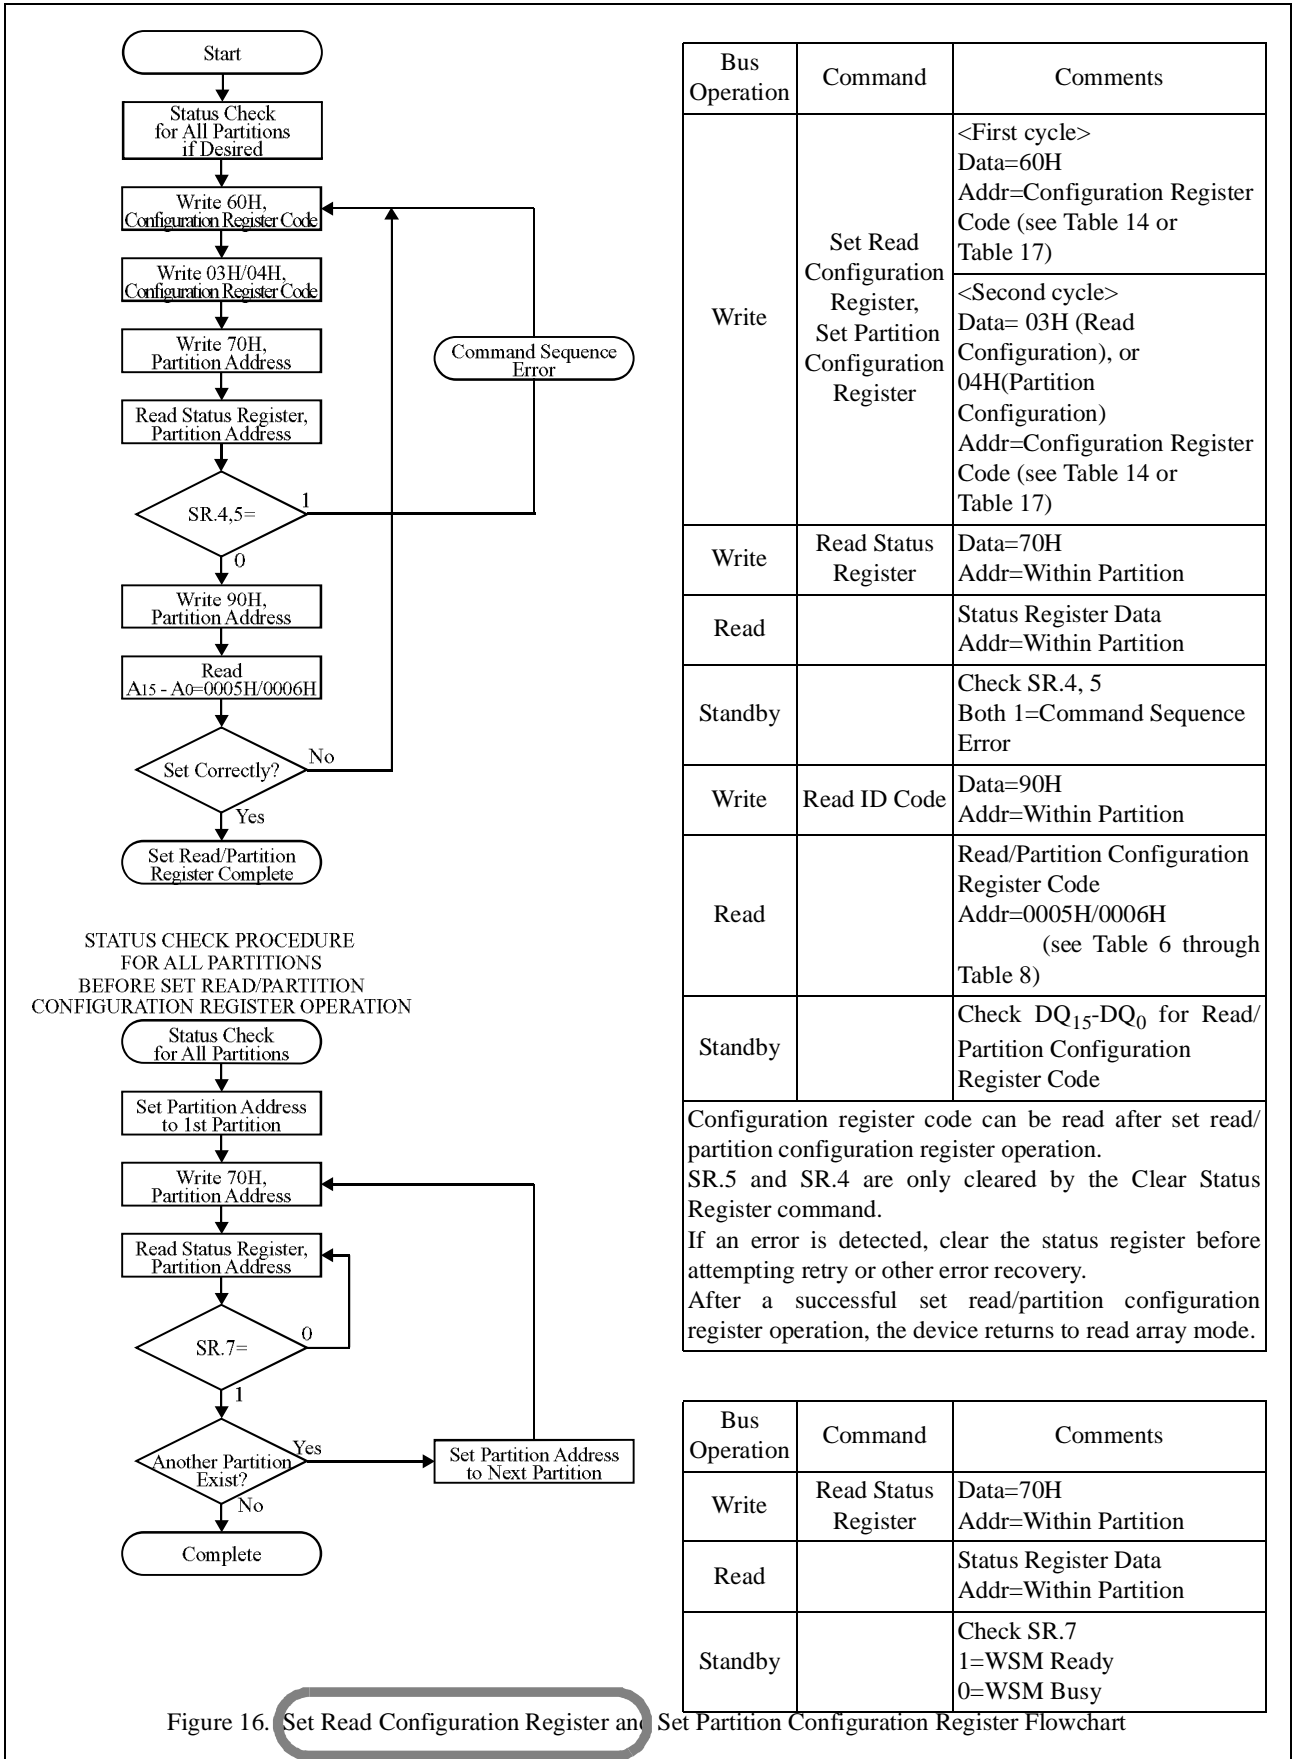 Start
Status Check
for All Partitions
if Desired
Write 60H,
Configuration Register Code
Write 03H/04H,
Configuration Register Code
Write 70H,
Partition Address
Command Sequence
Error
Read Status Register,
Partition Address
SR.4,5=
1
0
Write 90H,
Partition Address
Read
A15 - A0=0005H/0006H
Set Correctly?
No
Yes
Set Read/Partition
Register Complete
STATUS CHECK PROCEDURE
FOR ALL PARTITIONS
BEFORE SET READ/PARTITION
CONFIGURATION REGISTER OPERATION
Status Check
for All Partitions
Set Partition Address
to 1st Partition
Write 70H,
Partition Address
Read Status Register,
Partition Address
SR.7=
0
1
Another Partition
Exist?
Yes
Set Partition Address
to Next Partition
No
Complete
Bus
Operation
Command
Comments
Write
Set Read
Configuration
Register,
Set Partition
Configuration
Register
<First cycle>
Data=60H
Addr=Configuration Register
Code (see Table 14 or
Table 17)
<Second cycle>
Data= 03H (Read
Configuration), or
04H(Partition
Configuration)
Addr=Configuration Register
Code (see Table 14 or
Table 17)
Write
Read Status
Register
Data=70H
Addr=Within Partition
Read
Status Register Data
Addr=Within Partition
Standby
Check SR.4, 5
Both 1=Command Sequence
Error
Write
Read ID Code
Data=90H
Addr=Within Partition
Read
Read/Partition Configuration
Register Code
Addr=0005H/0006H
(see Table 6 through
Table 8)
Standby
Check DQ15-DQ0 for Read/
Partition Configuration
Register Code
Configuration register code can be read after set read/
partition configuration register operation.
SR.5 and SR.4 are only cleared by the Clear Status
Register command.
If an error is detected, clear the status register before
attempting retry or other error recovery.
After a successful set read/partition configuration
register operation, the device returns to read array mode.
Bus
Operation
Command
Comments
Write
Read Status
Register
Data=70H
Addr=Within Partition
Read
Status Register Data
Addr=Within Partition
Standby
Check SR.7
1=WSM Ready
0=WSM Busy
Figure 16. Set Read Configuration Register and Set Partition Configuration Register Flowchart